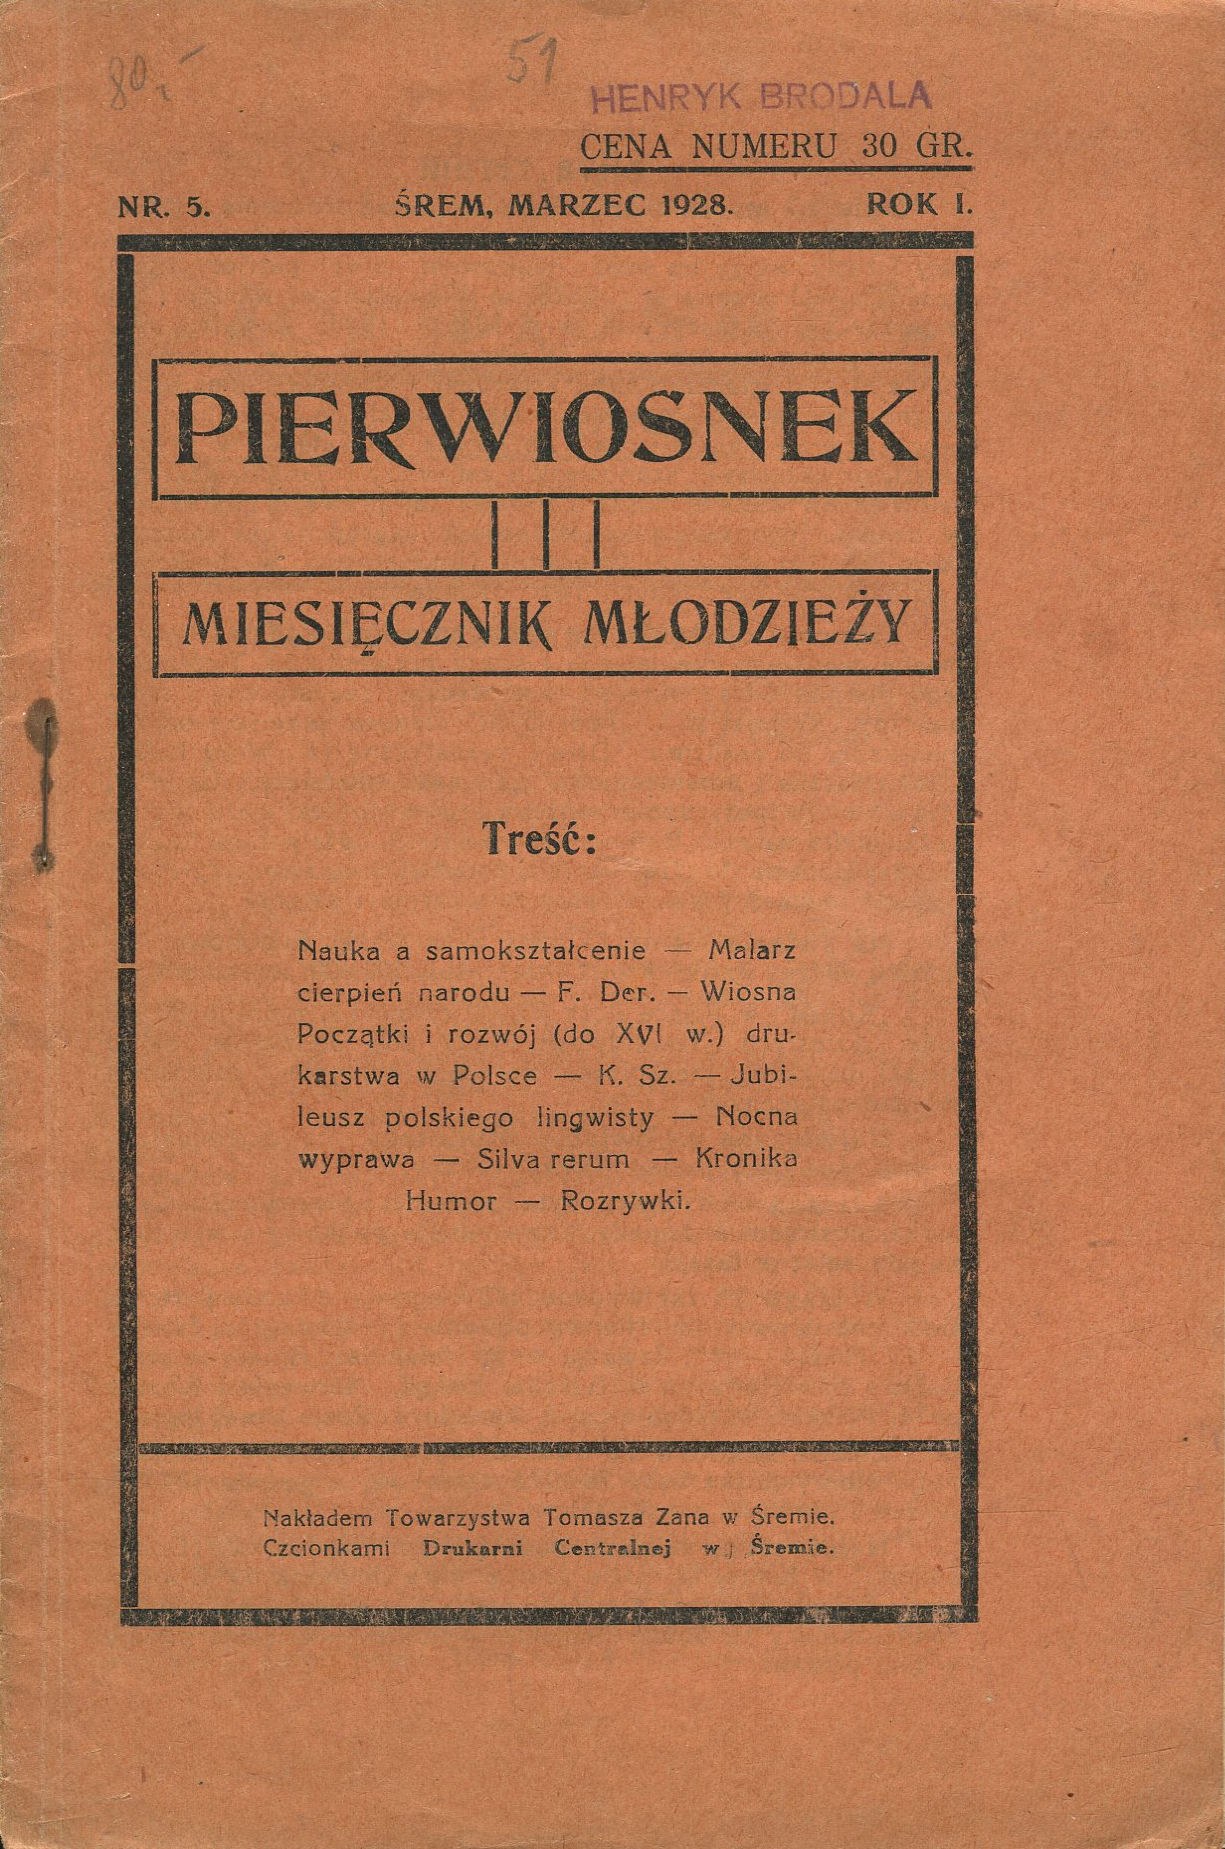 80,-
51
HENRYK BRODALA
CENA NUMERU 30 GR.
NR. 5. ŚREM, MARZEC 1928. ROK I.
PIERWIOSNEK
MIESIĘCZNIK MŁODZIEŻY
Treść:
Nauka a samokształcenie — Malarz
cierpień narodu — F. Der. — Wiosna
Początki i rozwój (do XVI w.) dru-
karstwa w Polsce — K. Sz. — Jubi-
leusz polskiego lingwisty — Nocna
wyprawa — Silva rerum — Kronika
Humor — Rozrywki.
Nakładem Towarzystwa Tomasza Zana w Śremie.
Czcionkami Drukarni Centralnej w Śremie.